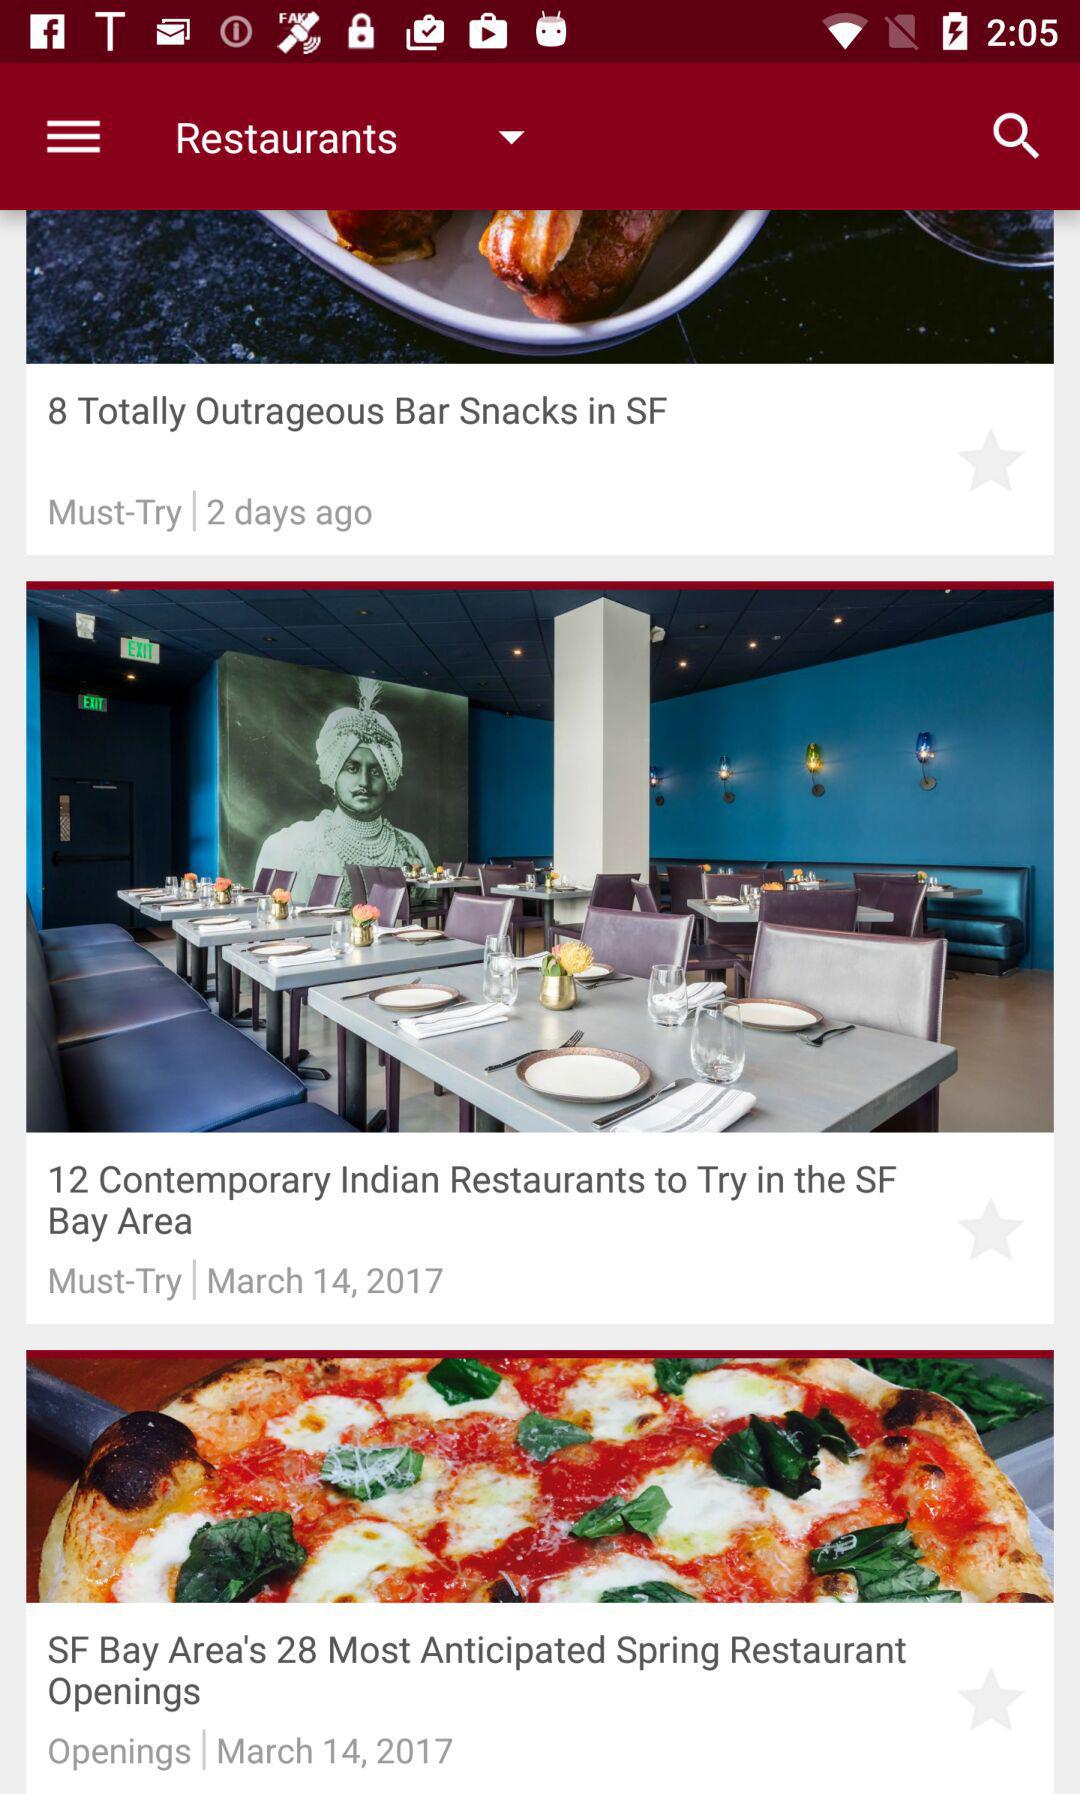 FAKE
2:05
Restaurants
8 Totally Outrageous Bar Snacks in SF
Must-Try 2 days ago
EXIT
EXIT
12 Contemporary Indian Restaurants to Try in the SF
Bay Area
Must-Try March 14, 2017
SF Bay Area's 28 Most Anticipated Spring Restaurant
Openings
Openings March 14, 2017